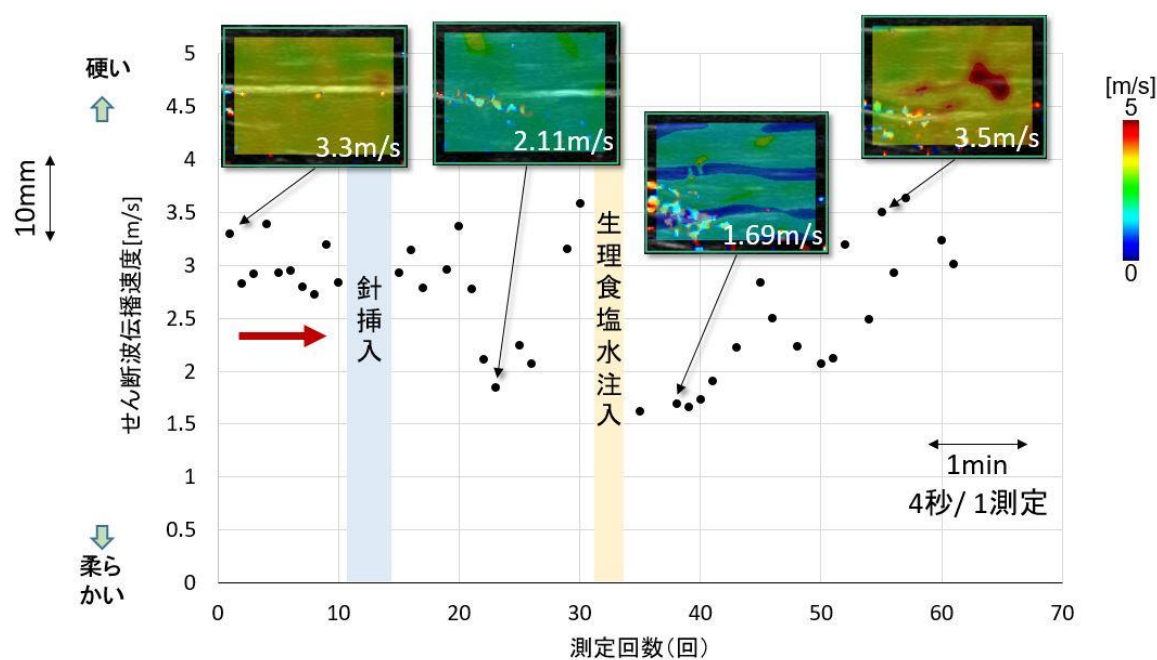 硬い
10mm
柔ら
かい
せん断波伝播速度[m/s]
5
4.5
4
3.5
3
2.5
2
1.5
1
0.5
0
3.3m/s
2.11m/s
1.69m/s
3.5m/s
針挿入
生理食塩水注入
1min
4秒/ 1測定
[m/s]
5
0
0
10
20
30
40
50
60
70
測定回数(回)